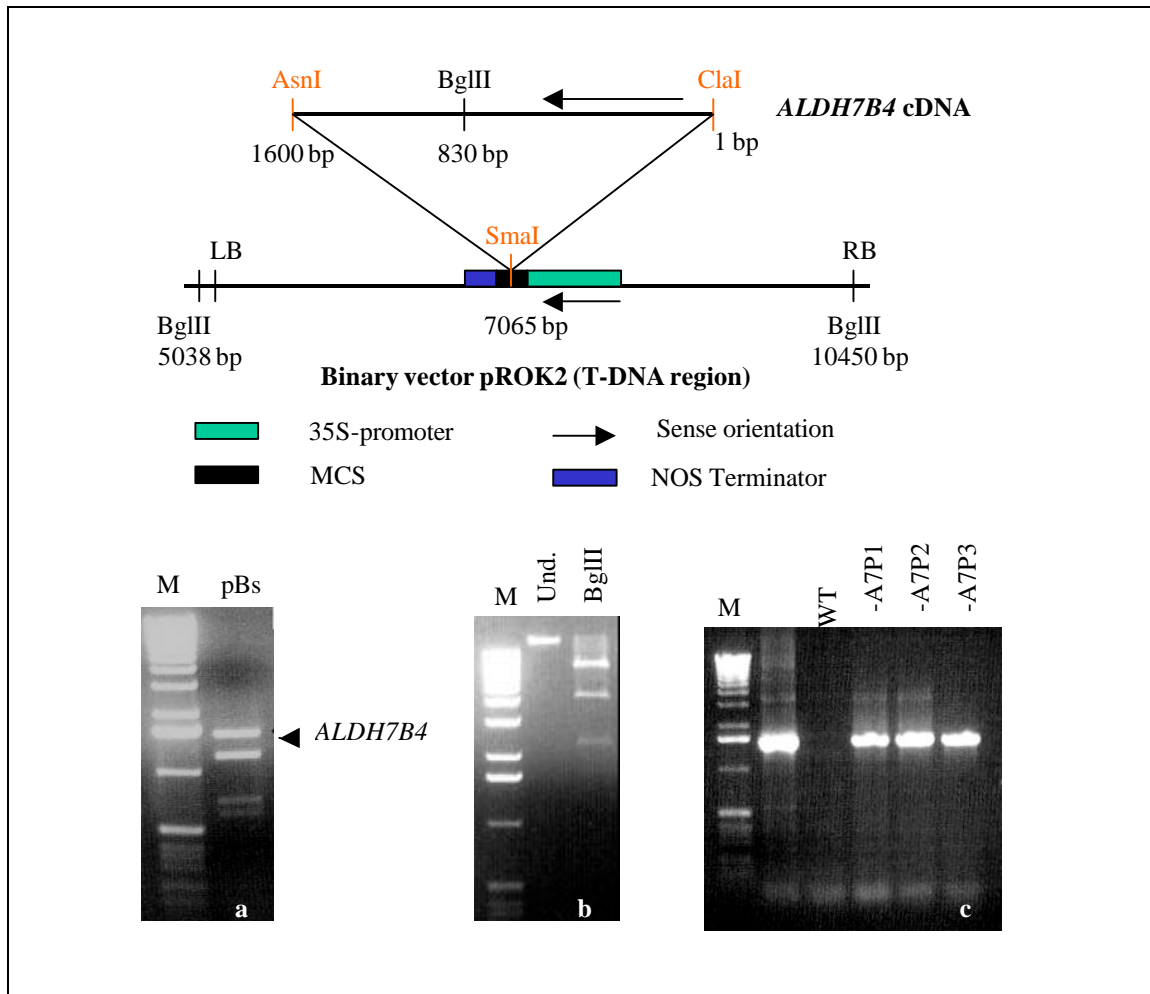 AsnI BglII ClaI
ALDH7B4 cDNA
1600 bp 830 bp 1 bp
SmaI
LB RB
BglII 7065 bp BglII
5038 bp 10450 bp
Binary vector pROK2 (T-DNA region)
35S-promoter Sense orientation
MCS NOS Terminator
M pBs
ALDH7B4
a
M Und. BglII
b
M WT -A7P1 -A7P2 -A7P3
c